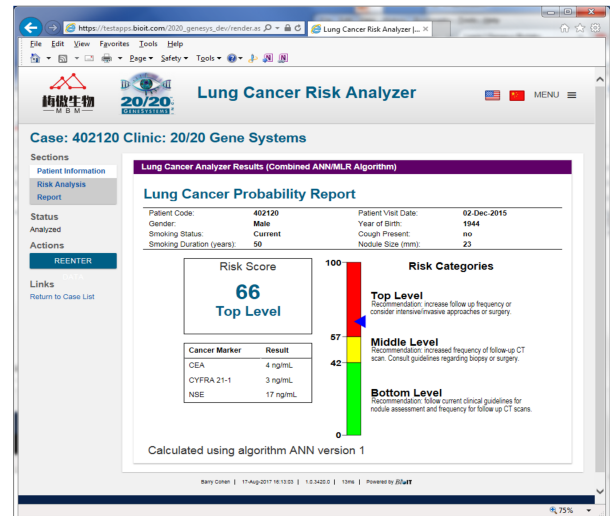 https://testapps.bioit.com/2020_genesys_dev/render.as
Lung Cancer Risk Analyzer | ...
File Edit View Favorites Tools Help
Page Safety Tools
梅傲生物
M B M
20/20
GENESYSTEMS
Lung Cancer Risk Analyzer
MENU
Case: 402120 Clinic: 20/20 Gene Systems
Sections
Patient Information
Risk Analysis
Report
Status
Analyzed
Actions
REENTER
Links
Return to Case List
Lung Cancer Analyzer Results (Combined ANN/MLR Algorithm)
Lung Cancer Probability Report
Patient Code: 402120 Patient Visit Date: 02-Dec-2015
Gender: Male Year of Birth: 1944
Smoking Status: Current Cough Present: no
Smoking Duration (years): 50 Nodule Size (mm): 23
Risk Score
66
Top Level
Cancer Marker Result
CEA 4 ng/mL
CYFRA 21-1 3 ng/mL
NSE 17 ng/mL
100
57
42
0
Risk Categories
Top Level
Recommendation: increase follow up frequency or
consider intensive/invasive approaches or surgery.
Middle Level
Recommendation: increased frequency of follow-up CT
scan. Consult guidelines regarding biopsy or surgery.
Bottom Level
Recommendation: follow current clinical guidelines for
nodule assessment and frequency for follow up CT scans.
Calculated using algorithm ANN version 1
Barry Cohen | 17-Aug-2017 16:13:03 | 1.0.3420.0 | 13ms | Powered by BIoIT
75%